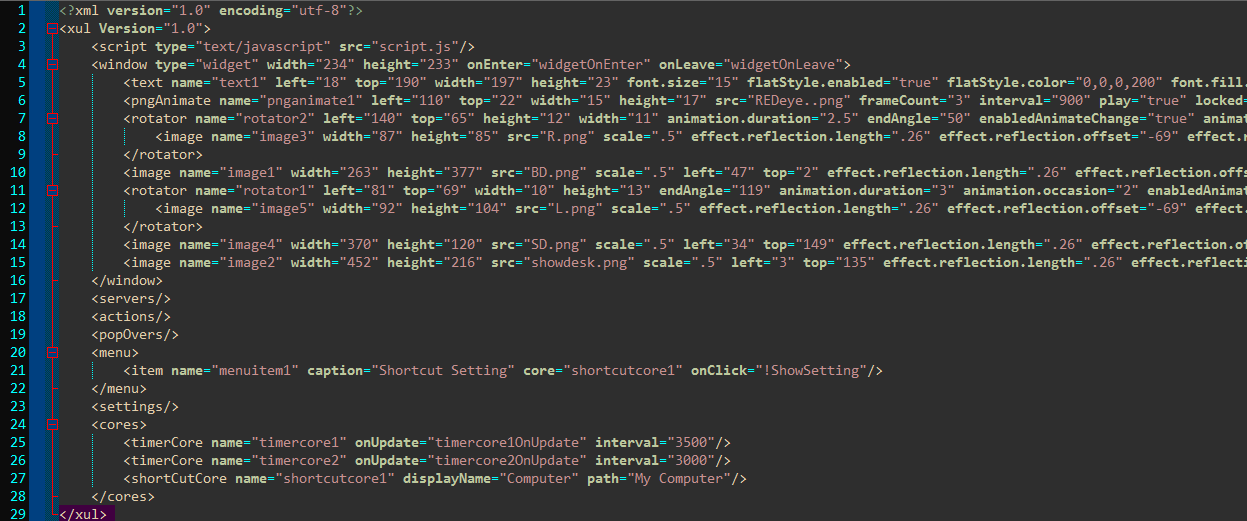 1 <?xml version="1.0" encoding="utf-8"?>
2 <xul Version="1.0">
3 <script type="text/javascript" src="script.js"/>
4 <window type="widget" width="234" height="233" onEnter="widgetOnEnter" onLeave="widgetOnLeave">
5 <text name="text1" left="18" top="190" width="197" height="23" font.size="15" flatStyle.enabled="true" flatStyle.color="0,0,0,200" font.fill.
6 <pngAnimate name="pnganimate1" left="110" top="22" width="15" height="17" src="REDeye..png" frameCount="3" interval="900" play="true" locked=
7 <rotator name="rotator2" left="140" top="65" height="12" width="11" animation.duration="2.5" endAngle="50" enabledAnimateChange="true" animat
8 <image name="image3" width="87" height="85" src="R.png" scale=".5" effect.reflection.length=".26" effect.reflection.offset="-69" effect.r
9 </rotator>
10 <image name="image1" width="263" height="377" src="BD.png" scale=".5" left="47" top="2" effect.reflection.length=".26" effect.reflection.offs
11 <rotator name="rotator1" left="81" top="69" width="10" height="13" endAngle="119" animation.duration="3" animation.occasion="2" enabledAnimat
12 <image name="image5" width="92" height="104" src="L.png" scale=".5" effect.reflection.length=".26" effect.reflection.offset="-69" effect.
13 </rotator>
14 <image name="image4" width="370" height="120" src="SD.png" scale=".5" left="34" top="149" effect.reflection.length=".26" effect.reflection.of
15 <image name="image2" width="452" height="216" src="showdesk.png" scale=".5" left="3" top="135" effect.reflection.length=".26" effect.reflecti
16 </window>
17 <servers/>
18 <actions/>
19 <popOvers/>
20 <menu>
21 <item name="menuitem1" caption="Shortcut Setting" core="shortcutcore1" onClick="!ShowSetting"/>
22 </menu>
23 <settings/>
24 <cores>
25 <timerCore name="timercore1" onUpdate="timercore1OnUpdate" interval="3500"/>
26 <timerCore name="timercore2" onUpdate="timercore2OnUpdate" interval="3000"/>
27 <shortCutCore name="shortcutcore1" displayName="Computer" path="My Computer"/>
28 </cores>
29 </xul>